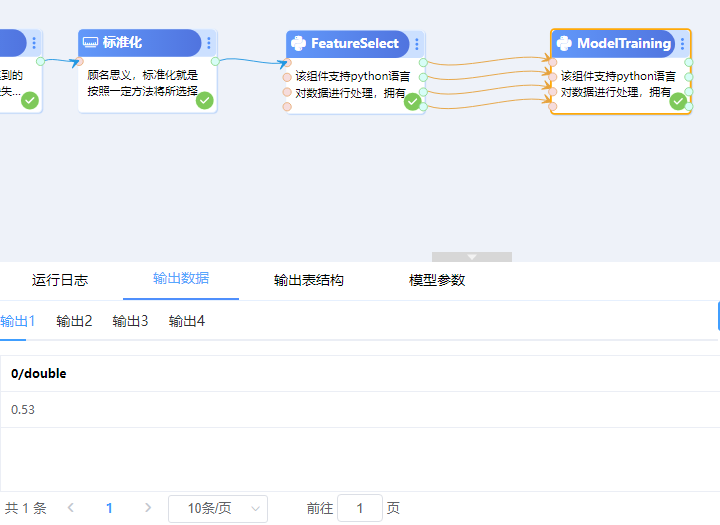 标准化
FeatureSelect
ModelTraining
到的
失...
顾名思义，标准化就是
按照一定方法将所选择
该组件支持python语言
对数据进行处理，拥有
该组件支持python语言
对数据进行处理，拥有
运行日志
输出数据
输出表结构
模型参数
输出1
输出2
输出3
输出4
0/double
0.53
共 1 条
1
10条/页
前往 1 页